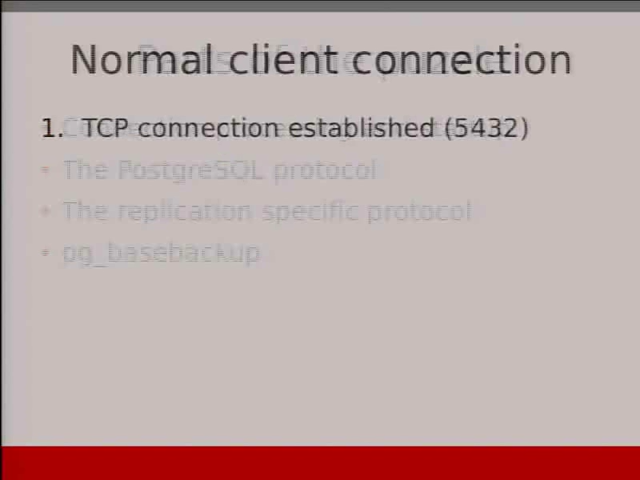 Normal client connection
1. TCP connection established (5432)
• The PostgreSQL protocol
• The replication specific protocol
• pg_basebackup